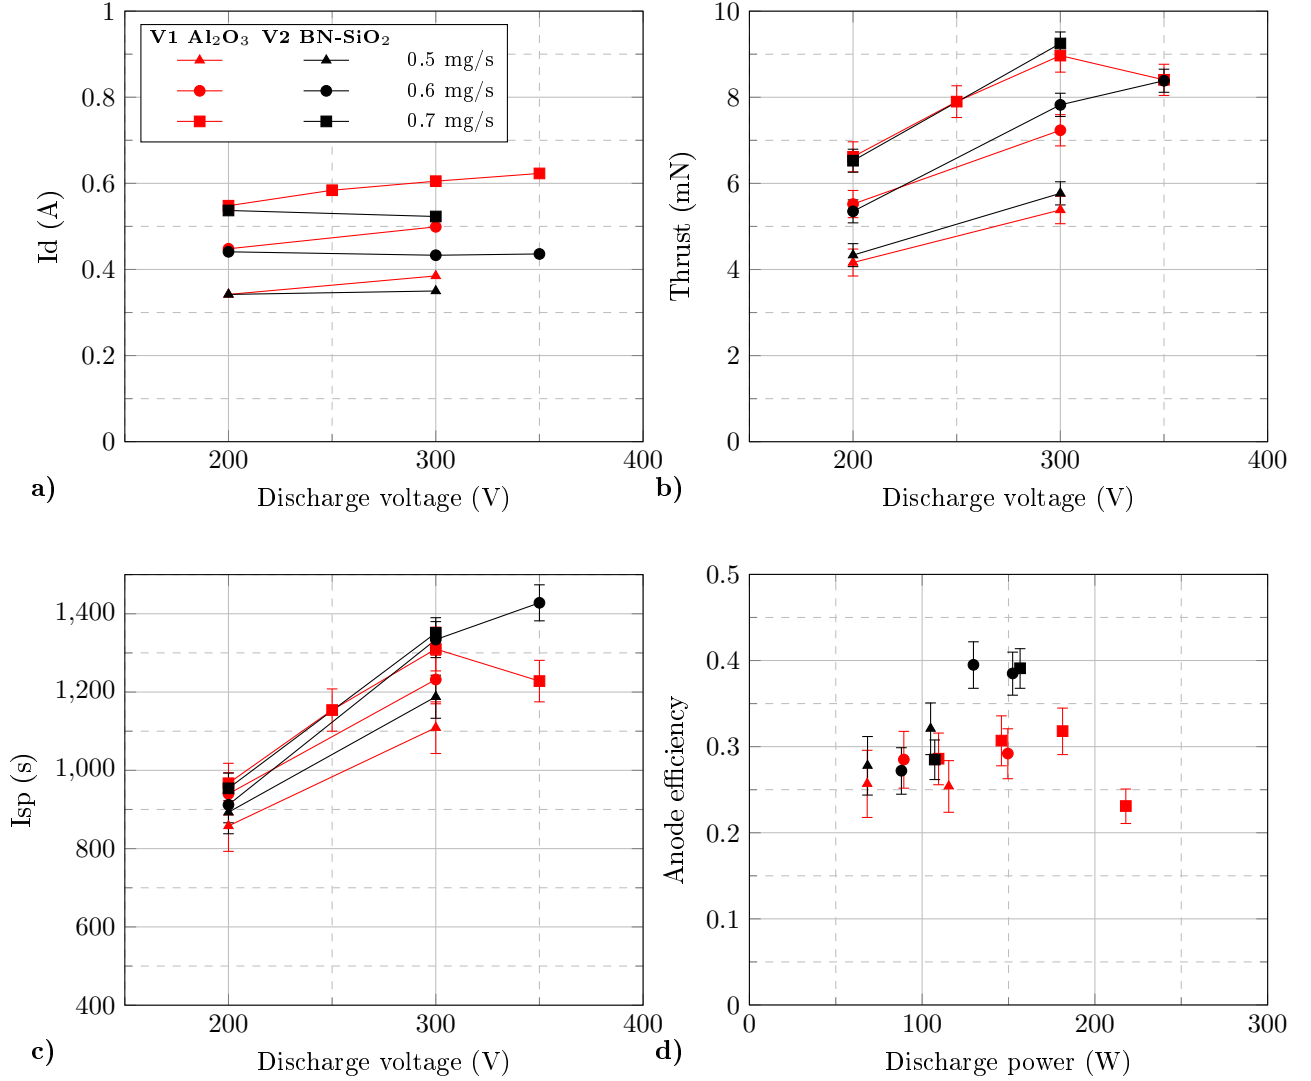 1
0.8
0.6
0.4
0.2
0
Id (A)
V1 Al₂O₃ V2 BN-SiO₂
0.5 mg/s
0.6 mg/s
0.7 mg/s
200 300 400
Discharge voltage (V)
a)
10
8
6
4
2
0
Thrust (mN)
200 300 400
Discharge voltage (V)
b)
1,400
1,200
1,000
800
600
400
Isp (s)
200 300 400
Discharge voltage (V)
c)
0.5
0.4
0.3
0.2
0.1
0
Anode efficiency
0 100 200 300
Discharge power (W)
d)